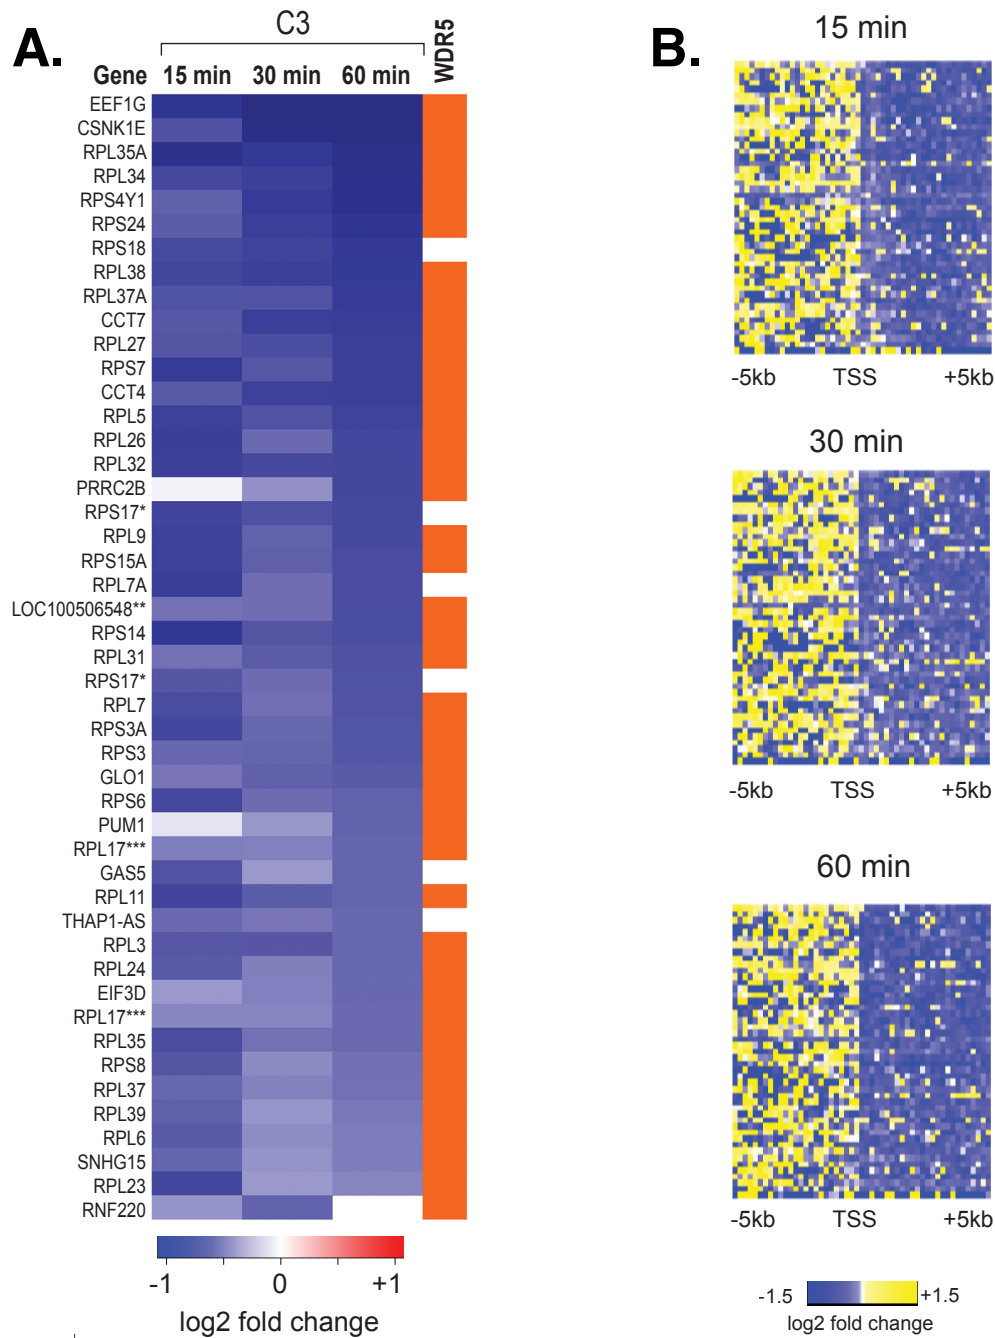 A.
C3
WDR5
Gene 15 min 30 min 60 min
EEF1G
CSNK1E
RPL35A
RPL34
RPS4Y1
RPS24
RPS18
RPL38
RPL37A
CCT7
RPL27
RPS7
CCT4
RPL5
RPL26
RPL32
PRRC2B
RPS17*
RPL9
RPS15A
RPL7A
LOC100506548**
RPS14
RPL31
RPS17*
RPL7
RPS3A
RPS3
GLO1
RPS6
PUM1
RPL17***
GAS5
RPL11
THAP1-AS
RPL3
RPL24
EIF3D
RPL17***
RPL35
RPS8
RPL37
RPL39
RPL6
SNHG15
RPL23
RNF220
-1 0 +1
log2 fold change
B.
15 min
-5kb TSS +5kb
30 min
-5kb TSS +5kb
60 min
-5kb TSS +5kb
-1.5 +1.5
log2 fold change